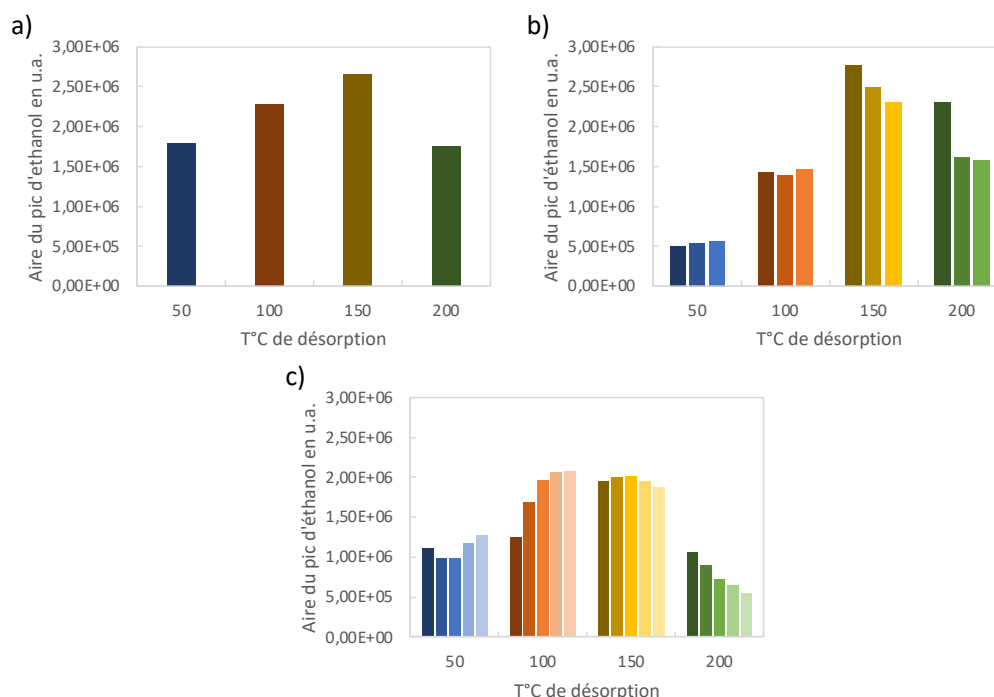 a)
Aire du pic d'ethanol en u.a.
3,00E+06
2,50E+06
2,00E+06
1,50E+06
1,00E+06
5,00E+05
0,00E+00
50 100 150 200
T°C de désorption
b)
Aire du pic d'éthanol en u.a.
3,00E+06
2,50E+06
2,00E+06
1,50E+06
1,00E+06
5,00E+05
0,00E+00
50 100 150 200
T°C de désorption
c)
Aire du pic d'éthanol en u.a.
3,00E+06
2,50E+06
2,00E+06
1,50E+06
1,00E+06
5,00E+05
0,00E+00
50 100 150 200
T°C de désorption